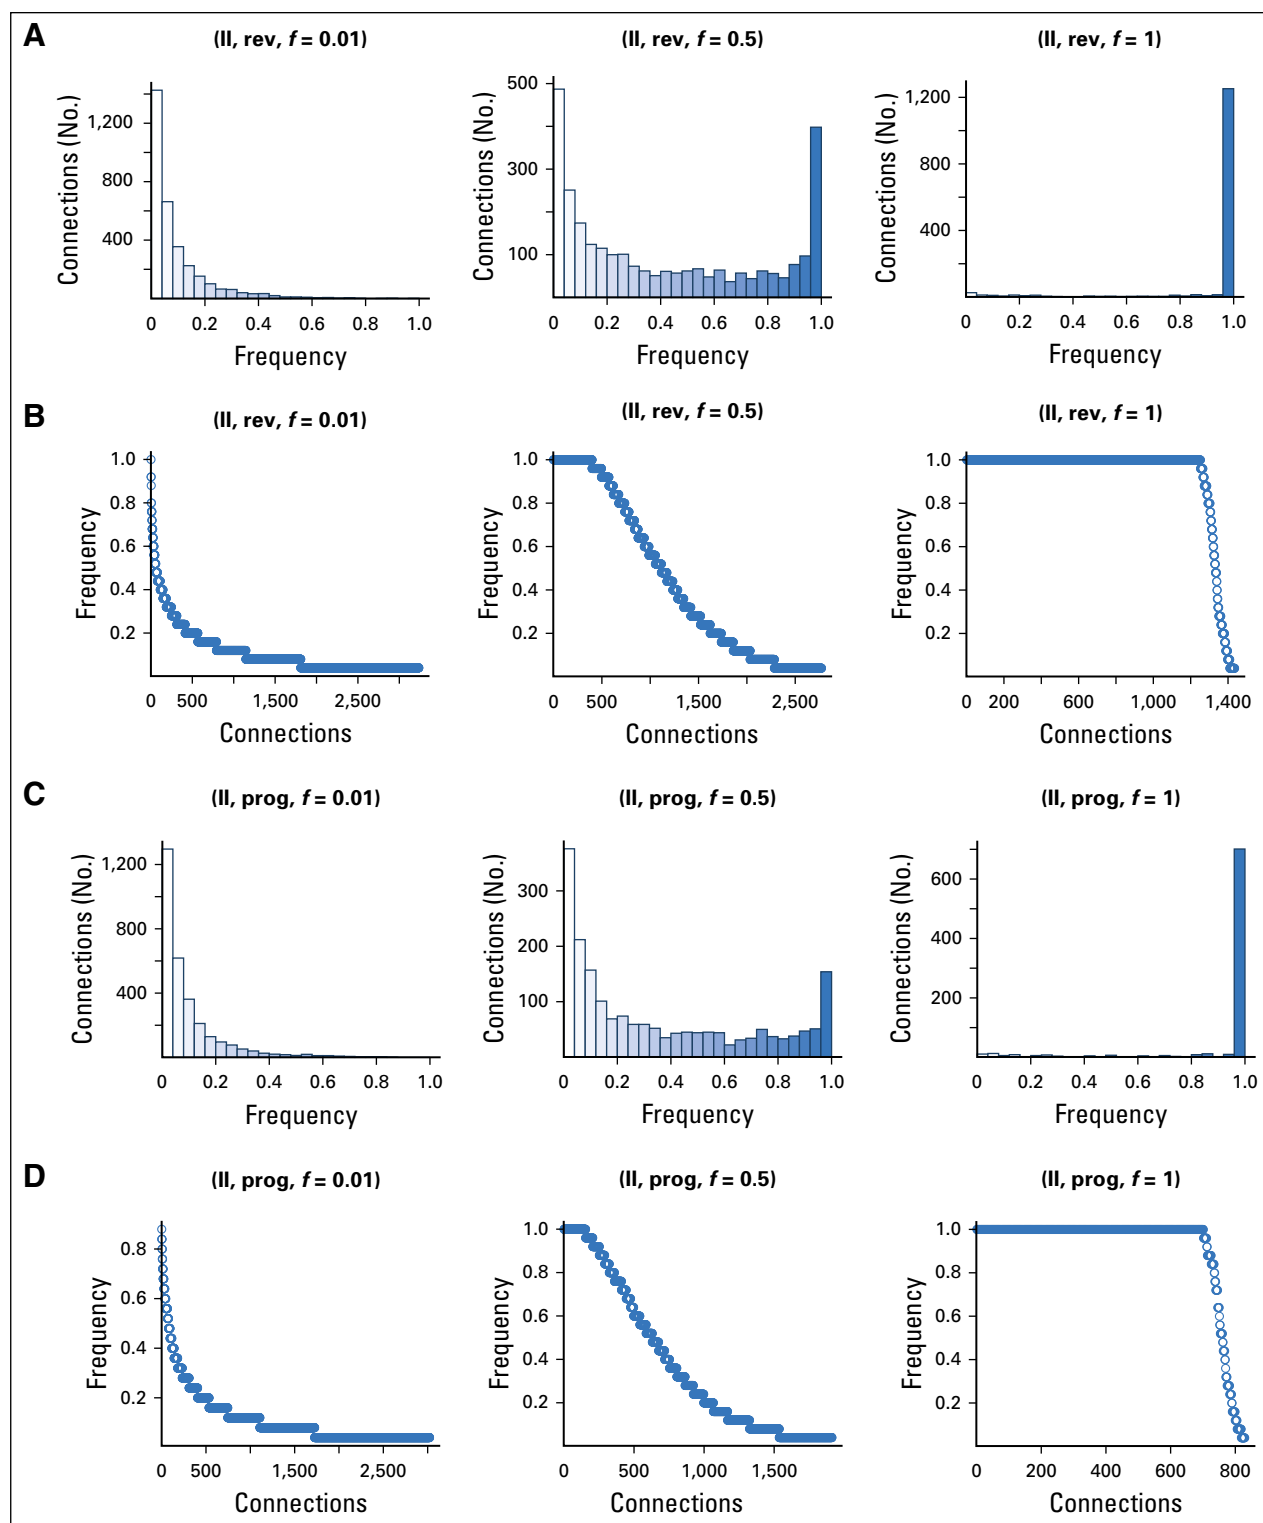 A
(II, rev, f = 0.01)
(II, rev, f = 0.5)
(II, rev, f = 1)
Connections (No.)
1,200
800
400
0 0.2 0.4 0.6 0.8 1.0
Frequency
Connections (No.)
500
300
100
0 0.2 0.4 0.6 0.8 1.0
Frequency
Connections (No.)
1,200
800
400
0 0.2 0.4 0.6 0.8 1.0
Frequency
B
(II, rev, f = 0.01)
(II, rev, f = 0.5)
(II, rev, f = 1)
Frequency
1.0
0.8
0.6
0.4
0.2
0 500 1,500 2,500
Connections
Frequency
1.0
0.8
0.6
0.4
0.2
0 500 1,500 2,500
Connections
Frequency
1.0
0.8
0.6
0.4
0.2
0 200 600 1,000 1,400
Connections
C
(II, prog, f = 0.01)
(II, prog, f = 0.5)
(II, prog, f = 1)
Connections (No.)
1,200
800
400
0 0.2 0.4 0.6 0.8 1.0
Frequency
Connections (No.)
300
200
100
0 0.2 0.4 0.6 0.8 1.0
Frequency
Connections (No.)
600
400
200
0 0.2 0.4 0.6 0.8 1.0
Frequency
D
(II, prog, f = 0.01)
(II, prog, f = 0.5)
(II, prog, f = 1)
Frequency
0.8
0.6
0.4
0.2
0 500 1,500 2,500
Connections
Frequency
1.0
0.8
0.6
0.4
0.2
0 500 1,000 1,500
Connections
Frequency
1.0
0.8
0.6
0.4
0.2
0 200 400 600 800
Connections